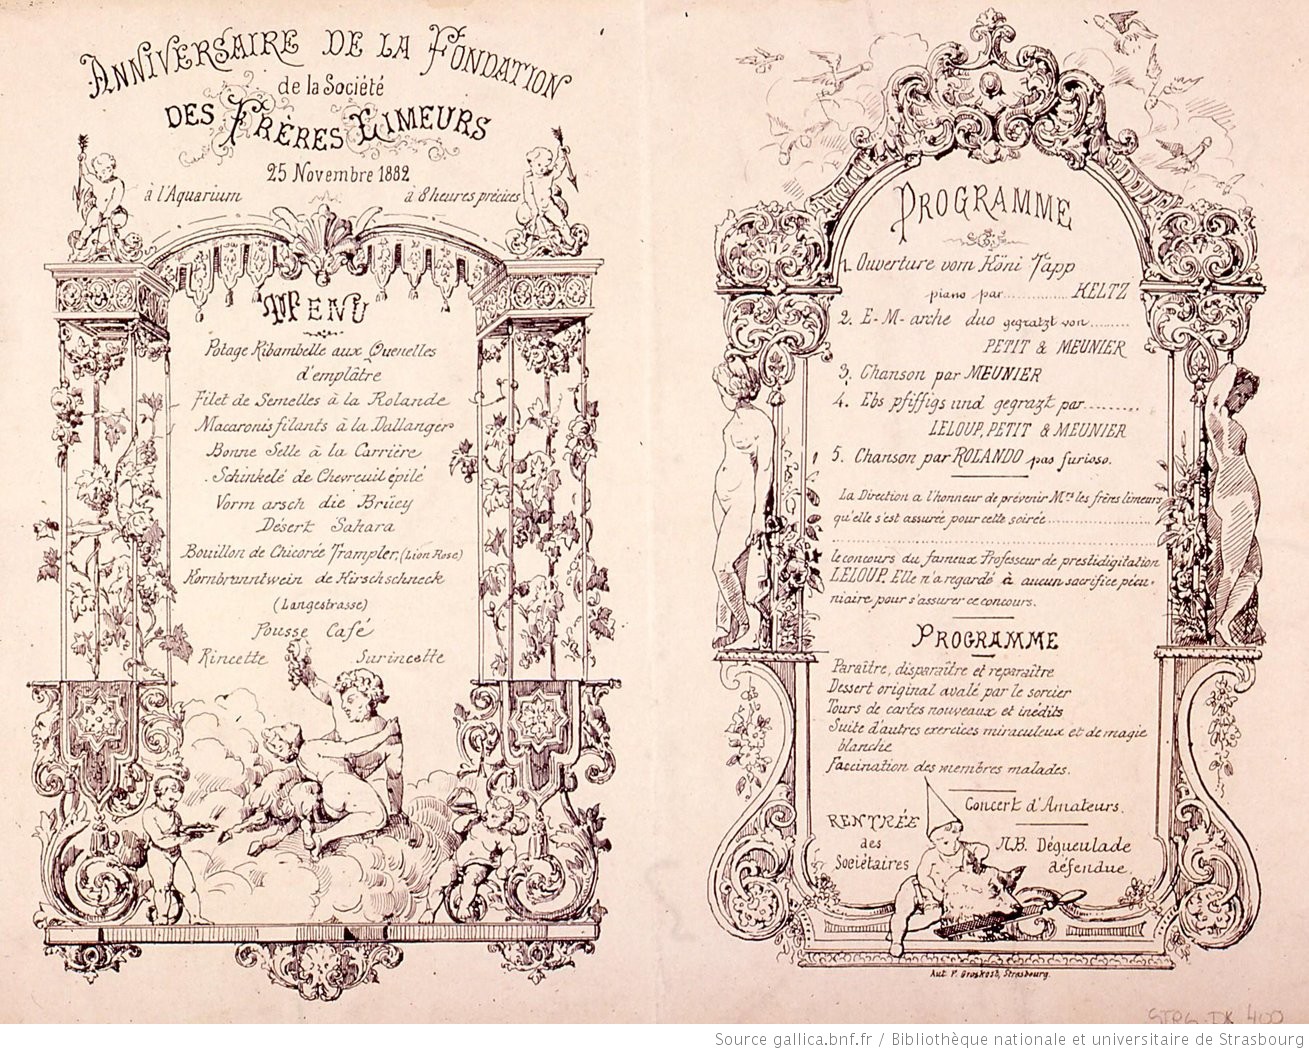 ANNIVERSAIRE DE LA FONDATION
de la Société
DES FRÈRES LIMEURS
25 Novembre 1882
à l'Aquarium à 8 heures précises
MENU
Potage Kibambelle aux Quenelles
d'emplâtre
Filet de Semelles à la Rolande
Macaronis filants à la Dallanger
Bonne Selle à la Carrière
Schinkelé de Chevreuil épilé
Vorm arsch die Briey
Désert Sahara
Bouillon de Chicorée Trampler, (Lion Rose)
Kornbranntwein de Hirschschneck
(Langestrasse)
Pousse Café
Rincette Surincette
PROGRAMME
1. Ouverture vom Köni Tapp
piano par.............. KELTZ
2. E-M-arche duo gegratzt von........
PETIT & MEUNIER
3. Chanson par MEUNIER
4. Ebs pfiffigs und gegrazt par.........
LELOUP, PETIT & MEUNIER
5. Chanson par ROLANDO pas furioso.
La Direction a l'honneur de prévenir Mrs les frères limeurs
qu'elle s'est assurée pour cette soirée......................
le concours du fameux Professeur de prestidigitation
LELOUP. Elle n'a regardé à aucun sacrifice pécu-
niaire pour s'assurer ce concours.
PROGRAMME
Paraître, disparaître et reparaître
Dessert original avalé par le sorcier
Tours de cartes nouveaux et inédits
Suite d'autres exercices miraculeux et de magie
blanche
Faccination des membres malades.
Concert d'Amateurs.
RENTRÉE
des
Sociétaires
N.B. Dégueulade
défendue.
Aut. P. Groskost, Strasbourg.
STRG-IX 400
Source gallica.bnf.fr / Bibliothèque nationale et universitaire de Strasbourg